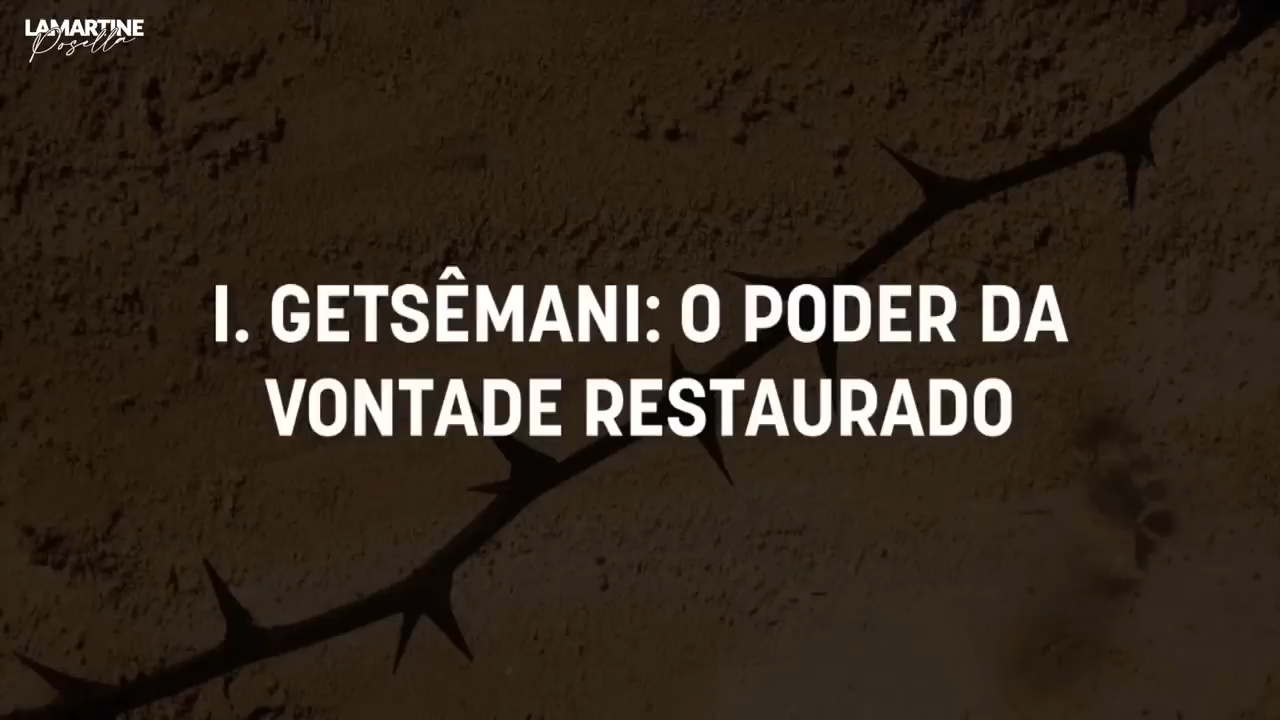 LAMARTINE
Posella
I. GETSÊMANI: O PODER DA
VONTADE RESTAURADO